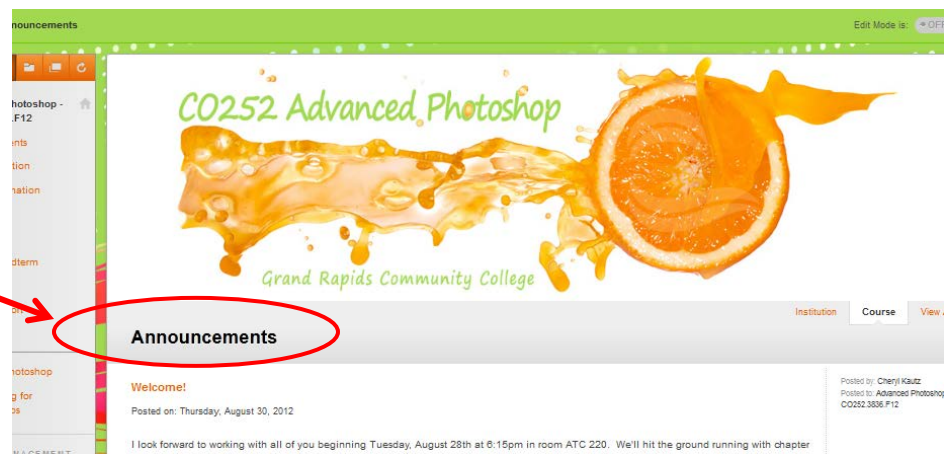 nouncements
Edit Mode is: OFF
hotoshop -
.F12
nts
tion
nation
dterm
on
hotoshop
g for
os
CO252 Advanced Photoshop
Grand Rapids Community College
Institution Course View
Announcements
Welcome!
Posted on: Thursday, August 30, 2012
Posted by: Cheryl Kautz
Posted to: Advanced Photoshop
CO252.3836.F12
I look forward to working with all of you beginning Tuesday, August 28th at 6:15pm in room ATC 220. We'll hit the ground running with chapter